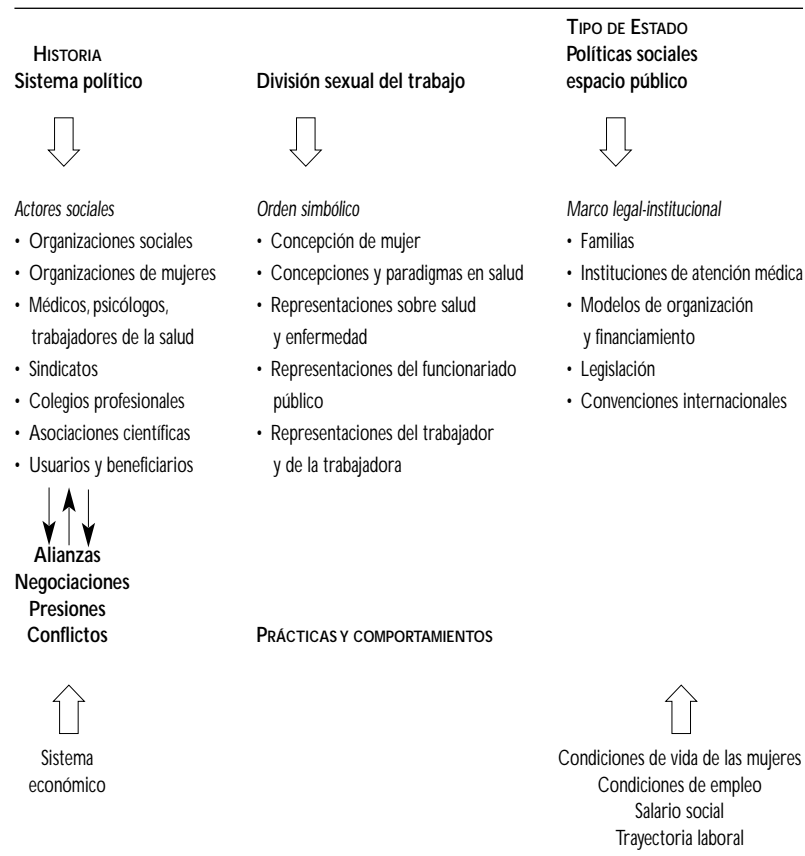 HISTORIA
Sistema político
División sexual del trabajo
TIPO DE ESTADO
Políticas sociales
espacio público
Actores sociales
• Organizaciones sociales
• Organizaciones de mujeres
• Médicos, psicólogos,
trabajadores de la salud
• Sindicatos
• Colegios profesionales
• Asociaciones científicas
• Usuarios y beneficiarios
Alianzas
Negociaciones
Presiones
Conflictos
Sistema
económico
Orden simbólico
• Concepción de mujer
• Concepciones y paradigmas en salud
• Representaciones sobre salud
y enfermedad
• Representaciones del funcionariado
público
• Representaciones del trabajador
y de la trabajadora
PRÁCTICAS Y COMPORTAMIENTOS
Marco legal-institucional
• Familias
• Instituciones de atención médica
• Modelos de organización
y financiamiento
• Legislación
• Convenciones internacionales
Condiciones de vida de las mujeres
Condiciones de empleo
Salario social
Trayectoria laboral